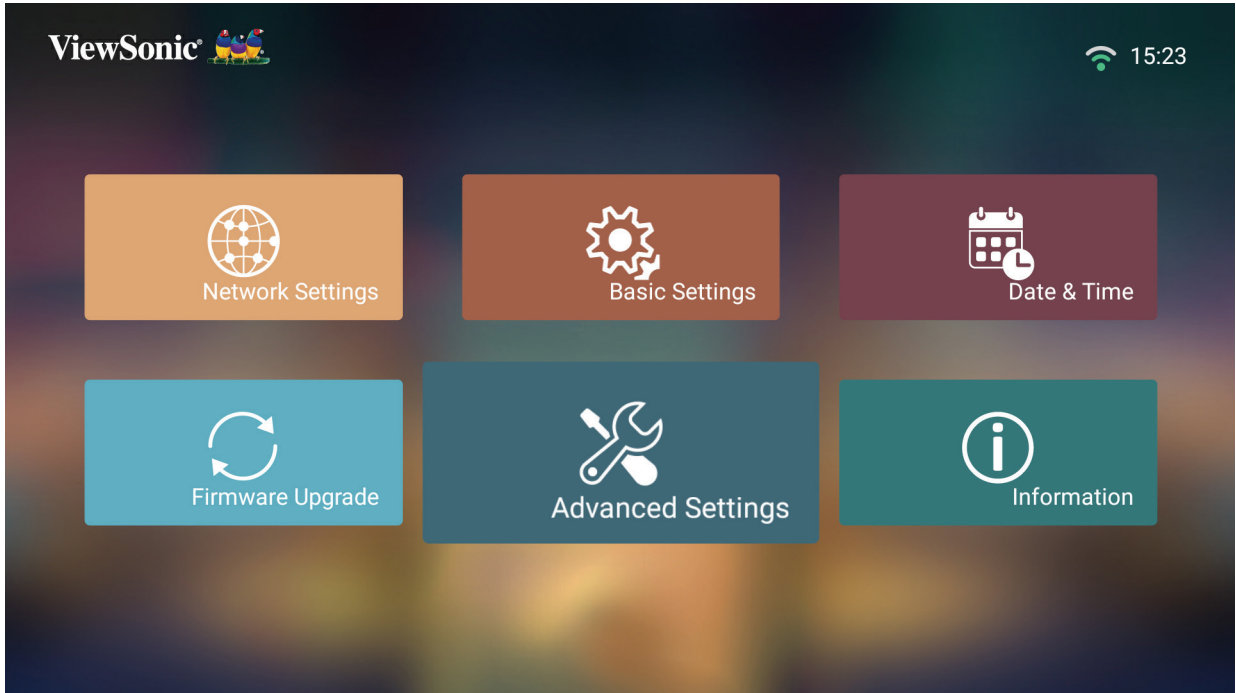 ViewSonic®
15:23
Network Settings
Basic Settings
Date & Time
Firmware Upgrade
Advanced Settings
Information